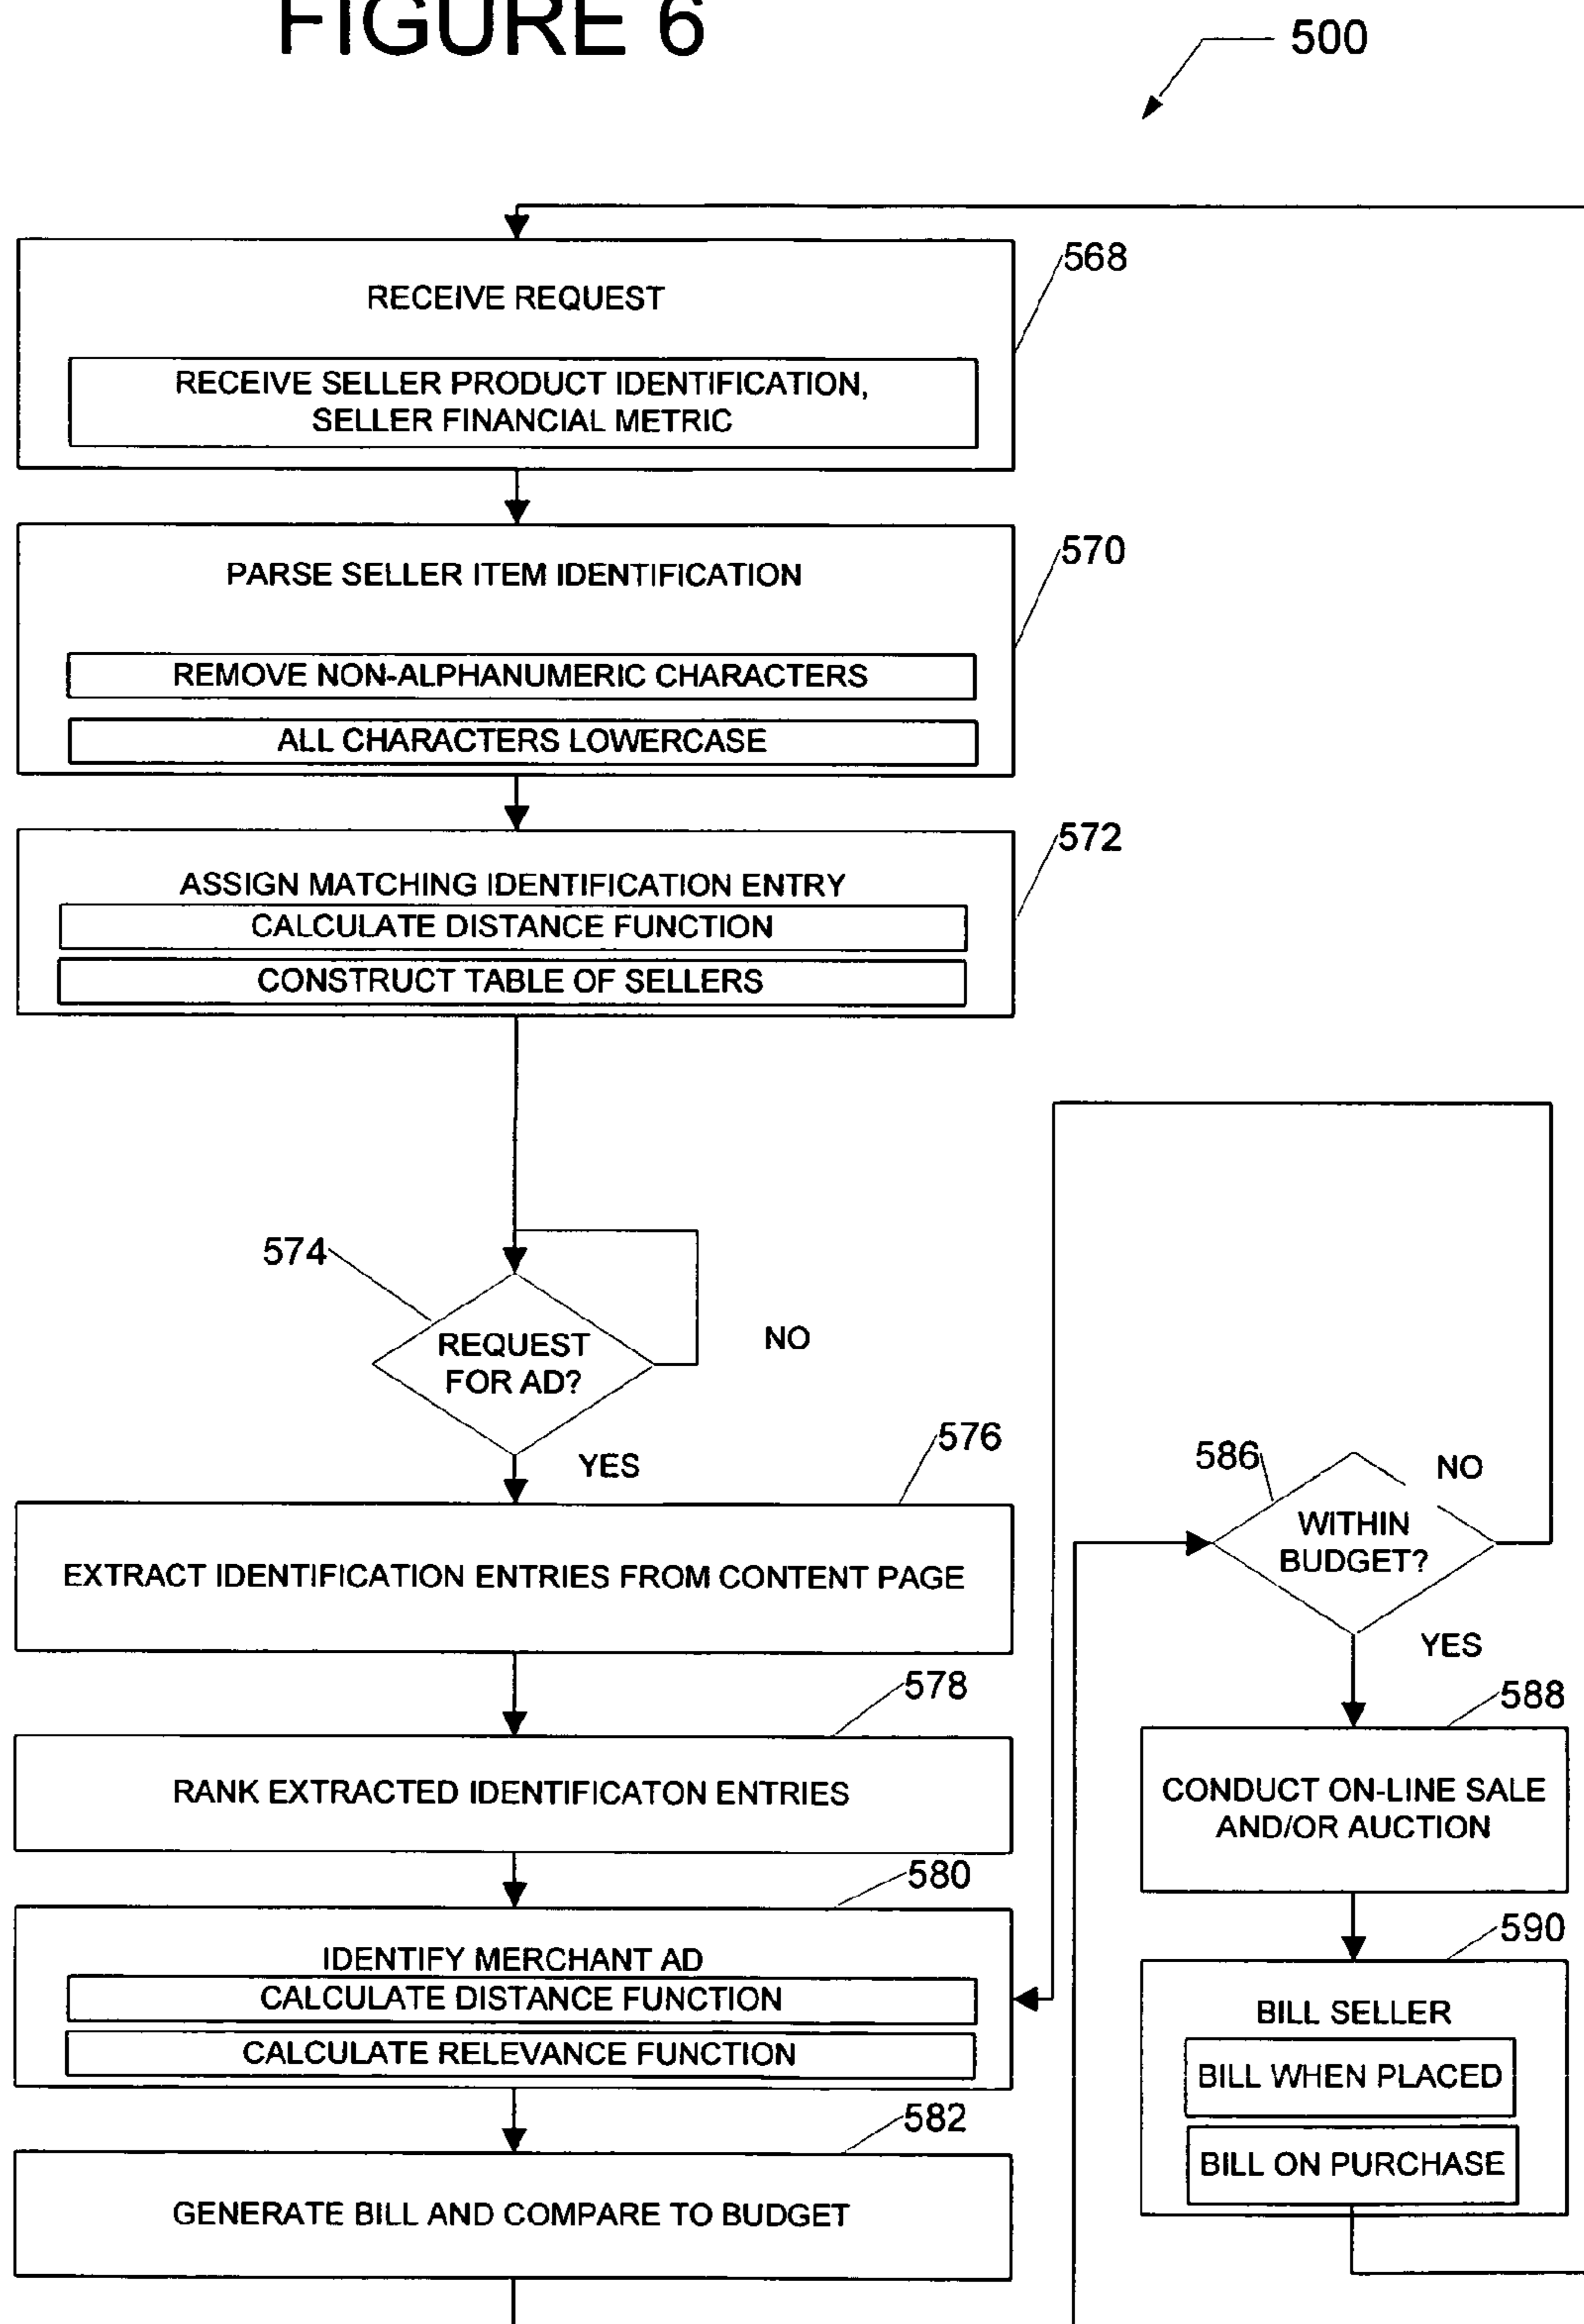 FIGURE 6
500
568
RECEIVE REQUEST
RECEIVE SELLER PRODUCT IDENTIFICATION,
SELLER FINANCIAL METRIC
570
PARSE SELLER ITEM IDENTIFICATION
REMOVE NON-ALPHANUMERIC CHARACTERS
ALL CHARACTERS LOWERCASE
572
ASSIGN MATCHING IDENTIFICATION ENTRY
CALCULATE DISTANCE FUNCTION
CONSTRUCT TABLE OF SELLERS
574
REQUEST
FOR AD?
NO
YES
576
EXTRACT IDENTIFICATION ENTRIES FROM CONTENT PAGE
578
RANK EXTRACTED IDENTIFICATON ENTRIES
580
IDENTIFY MERCHANT AD
CALCULATE DISTANCE FUNCTION
CALCULATE RELEVANCE FUNCTION
582
GENERATE BILL AND COMPARE TO BUDGET
586
NO
WITHIN
BUDGET?
YES
588
CONDUCT ON-LINE SALE
AND/OR AUCTION
590
BILL SELLER
BILL WHEN PLACED
BILL ON PURCHASE